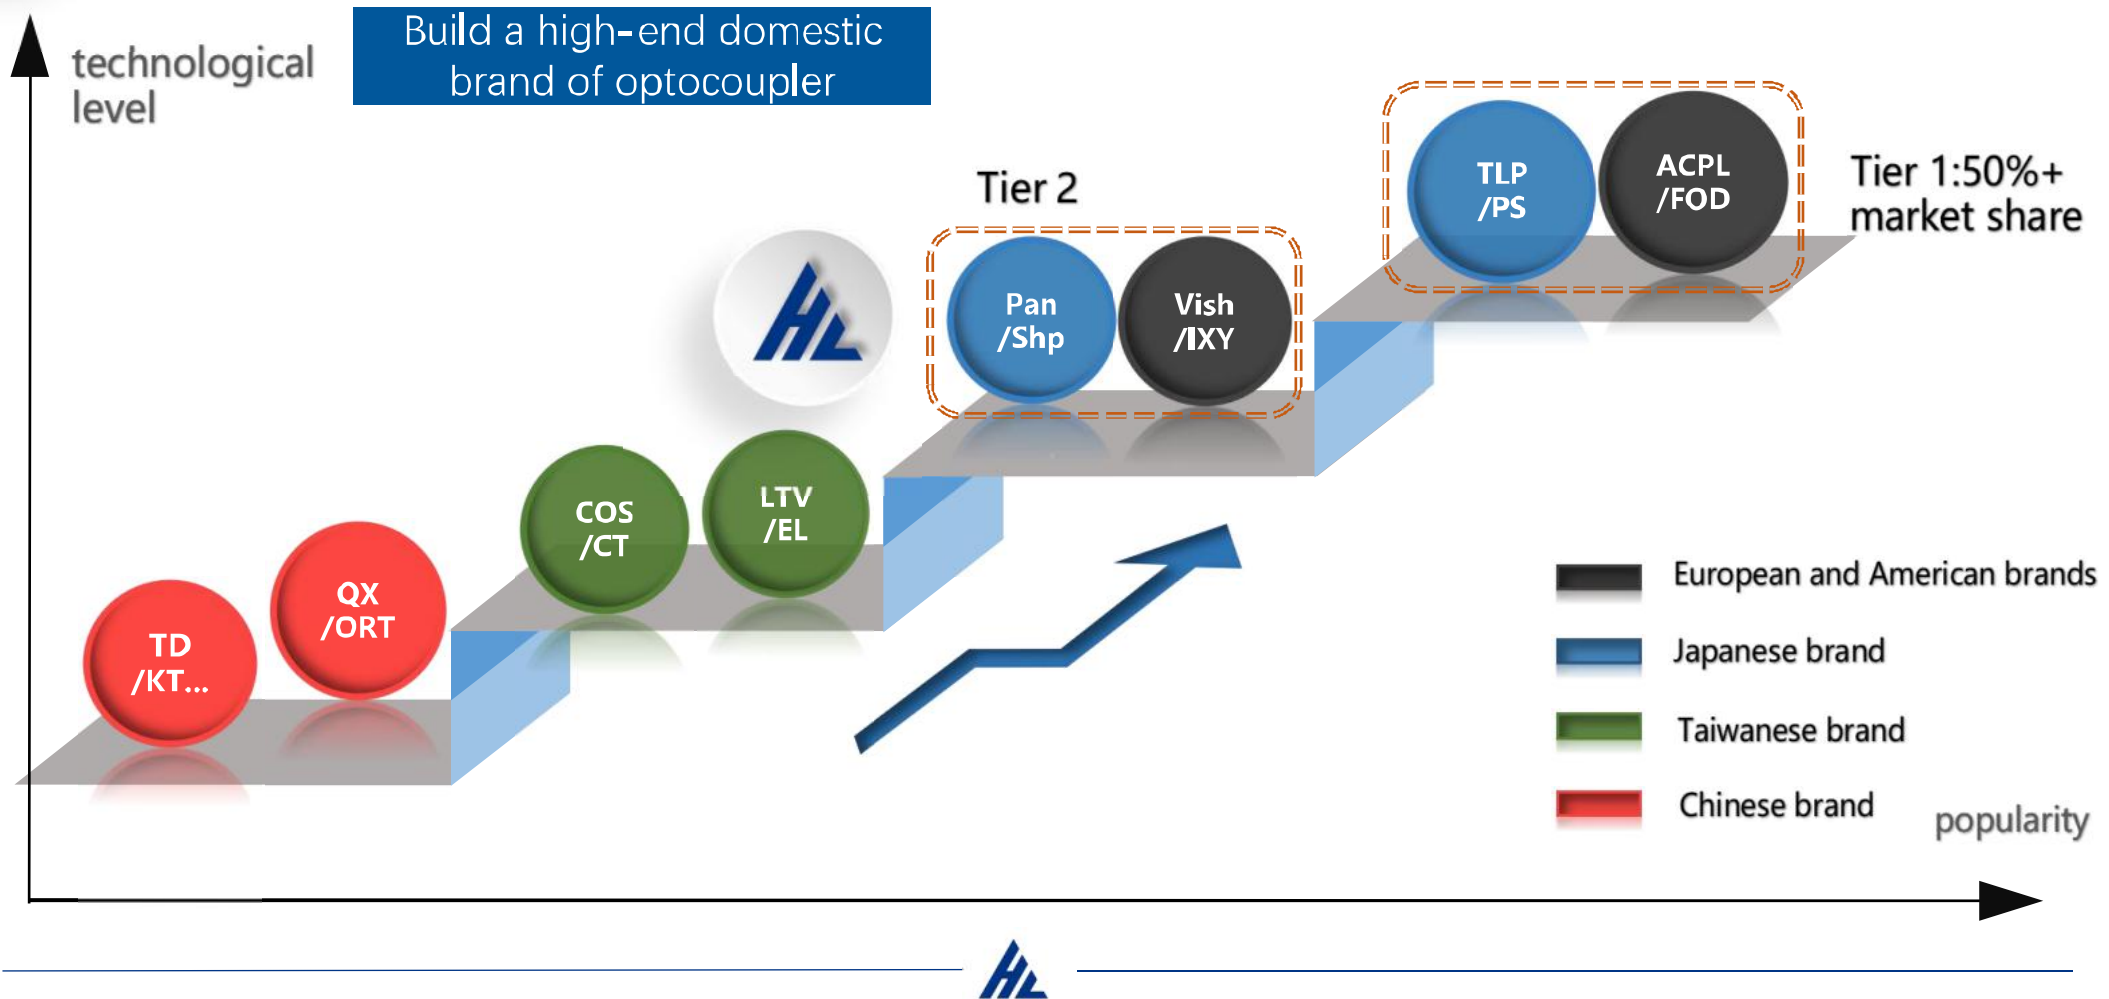 technological
level
Build a high-end domestic
brand of optocoupler
Tier 2
Tier 1:50%+
market share
TLP
/PS
ACPL
/FOD
HL
Pan
/Shp
Vish
/IXY
COS
/CT
LTV
/EL
QX
/ORT
TD
/KT...
European and American brands
Japanese brand
Taiwanese brand
Chinese brand
popularity
HL